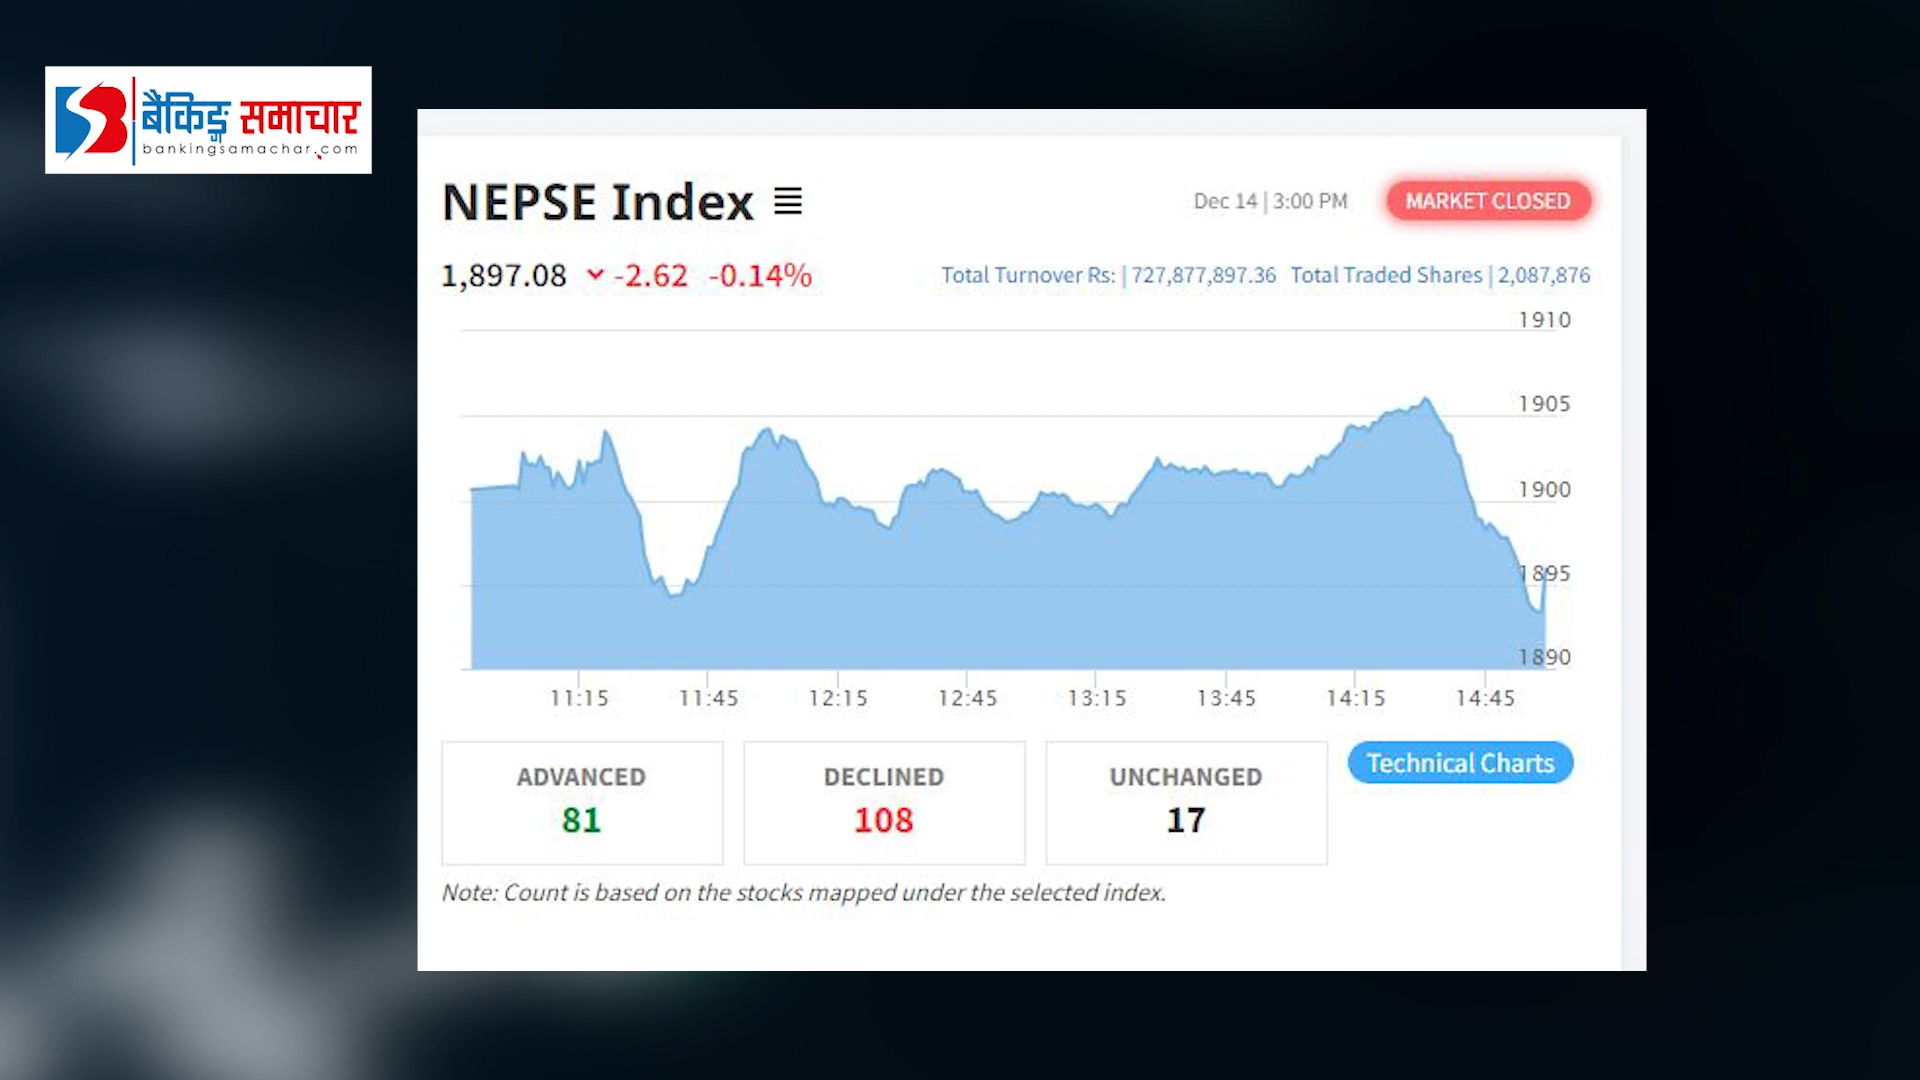 बैंकिङ्ग समाचार
bankingsamachar.com
NEPSE Index
Dec 14 | 3:00 PM
MARKET CLOSED
1,897.08 -2.62 -0.14%
Total Turnover Rs: | 727,877,897.36 Total Traded Shares | 2,087,876
1910
1905
1900
1895
1890
11:15 11:45 12:15 12:45 13:15 13:45 14:15 14:45
ADVANCED
81
DECLINED
108
UNCHANGED
17
Technical Charts
Note: Count is based on the stocks mapped under the selected index.